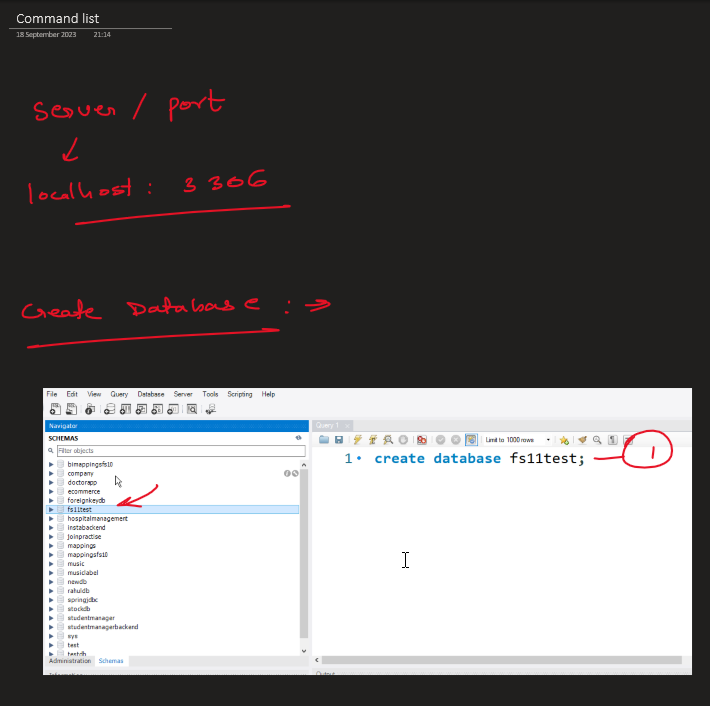 Command list
18 September 2023 21:14
Server / port
localhost : 3306
Create Database : →
File Edit View Query Database Server Tools Scripting Help
Navigator
Query 1
SCHEMAS
Filter objects
Limit to 1000 rows
1 create database fs11test;
1
bimappingsfs10
company
doctorapp
ecommerce
foreignkeydb
fs11test
hospitalmanagement
instabackend
joinpractise
mappings
mappingsfs10
music
musiclabel
newdb
rahuldb
springjdbc
stockdb
studentmanager
studentmanagerbackend
sys
test
testdb
Administration Schemas
Information
Output